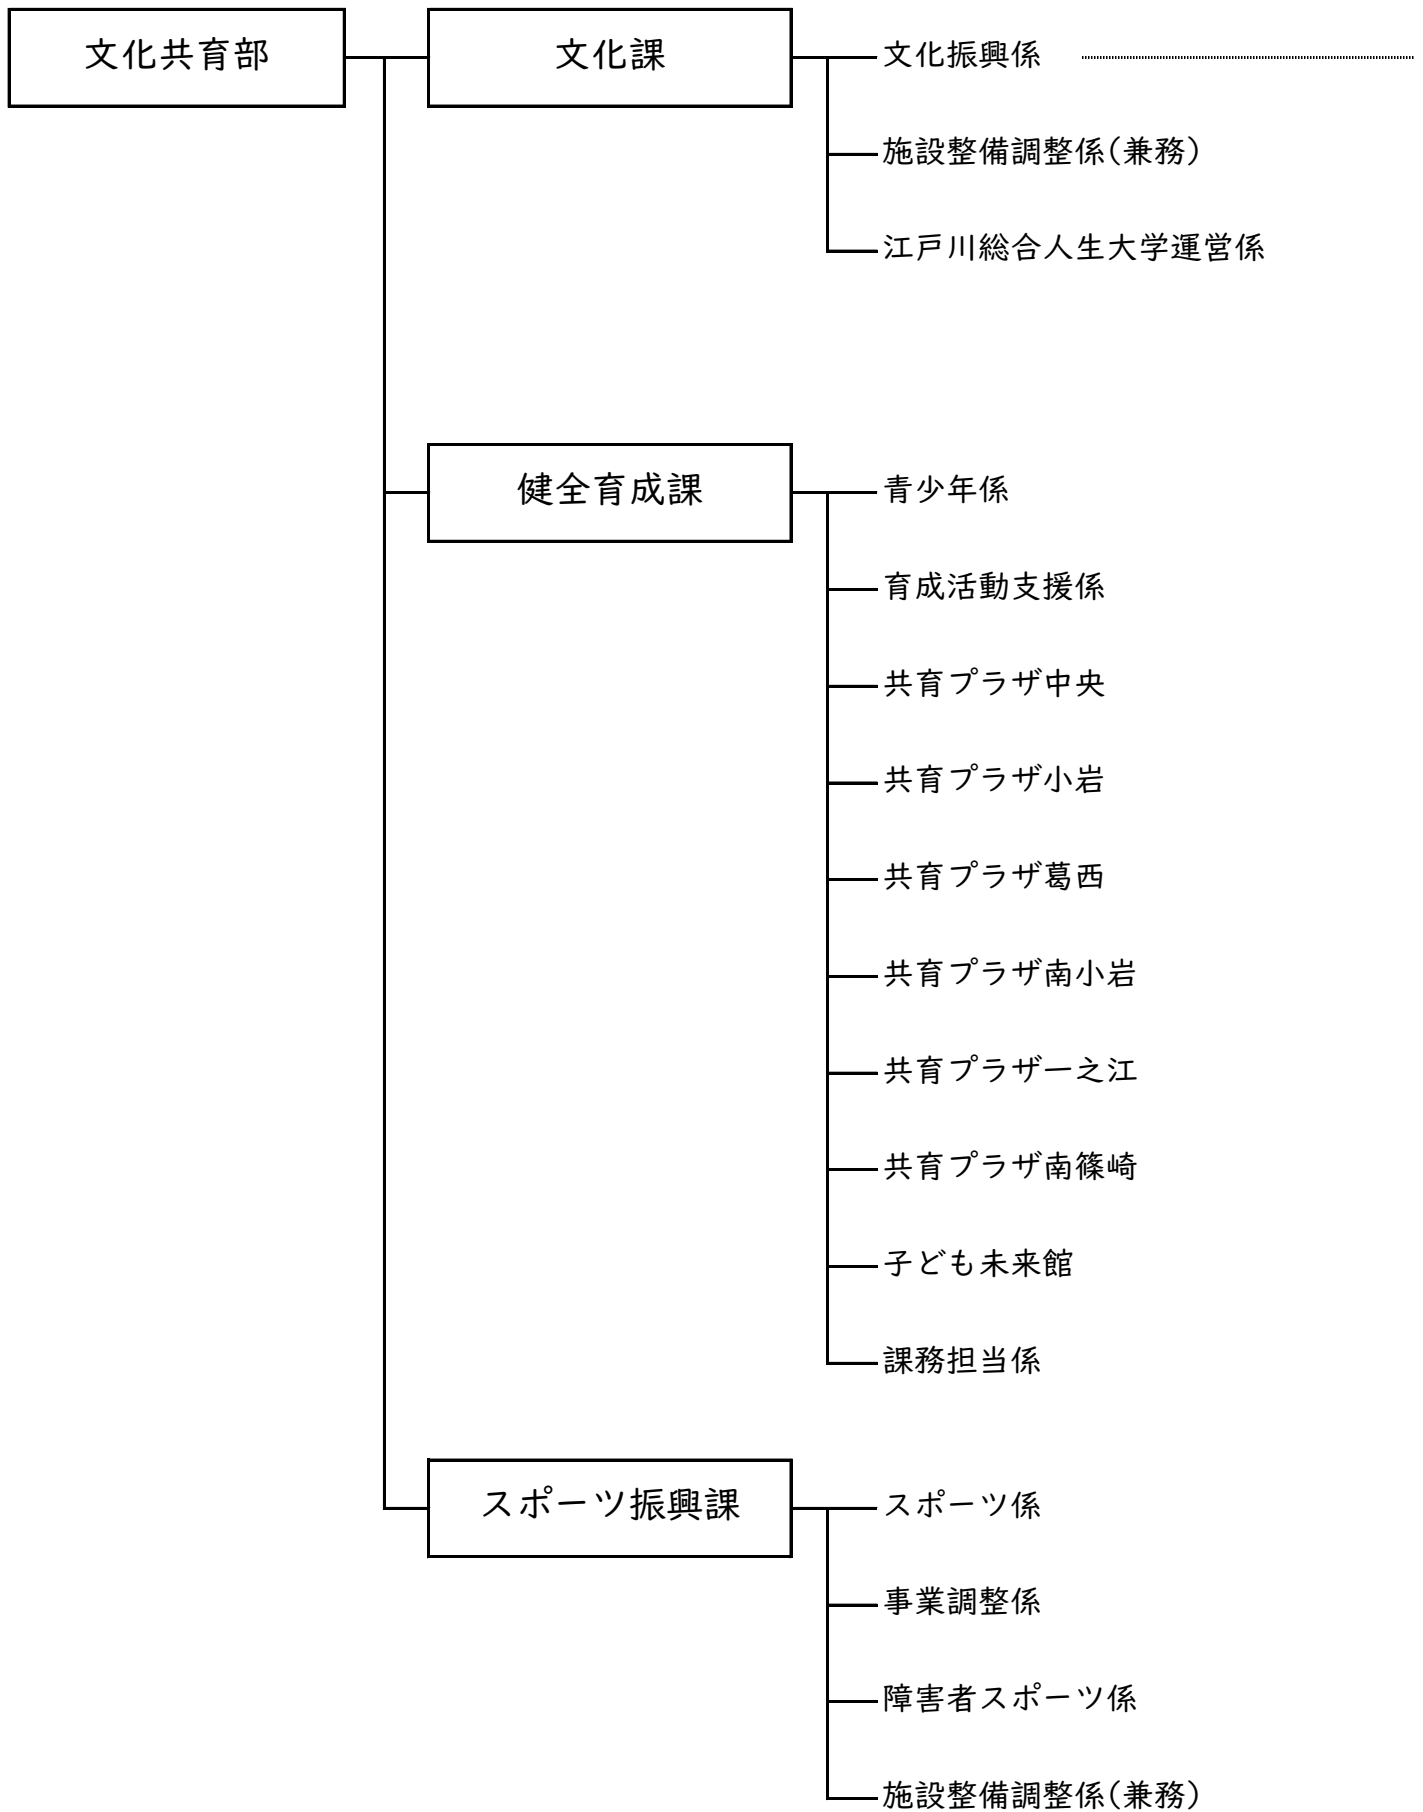 文化共育部
文化課
文化振興係
施設整備調整係(兼務)
江戸川総合人生大学運営係
健全育成課
青少年係
育成活動支援係
共育プラザ中央
共育プラザ小岩
共育プラザ葛西
共育プラザ南小岩
共育プラザ一之江
共育プラザ南篠崎
子ども未来館
課務担当係
スポーツ振興課
スポーツ係
事業調整係
障害者スポーツ係
施設整備調整係(兼務)